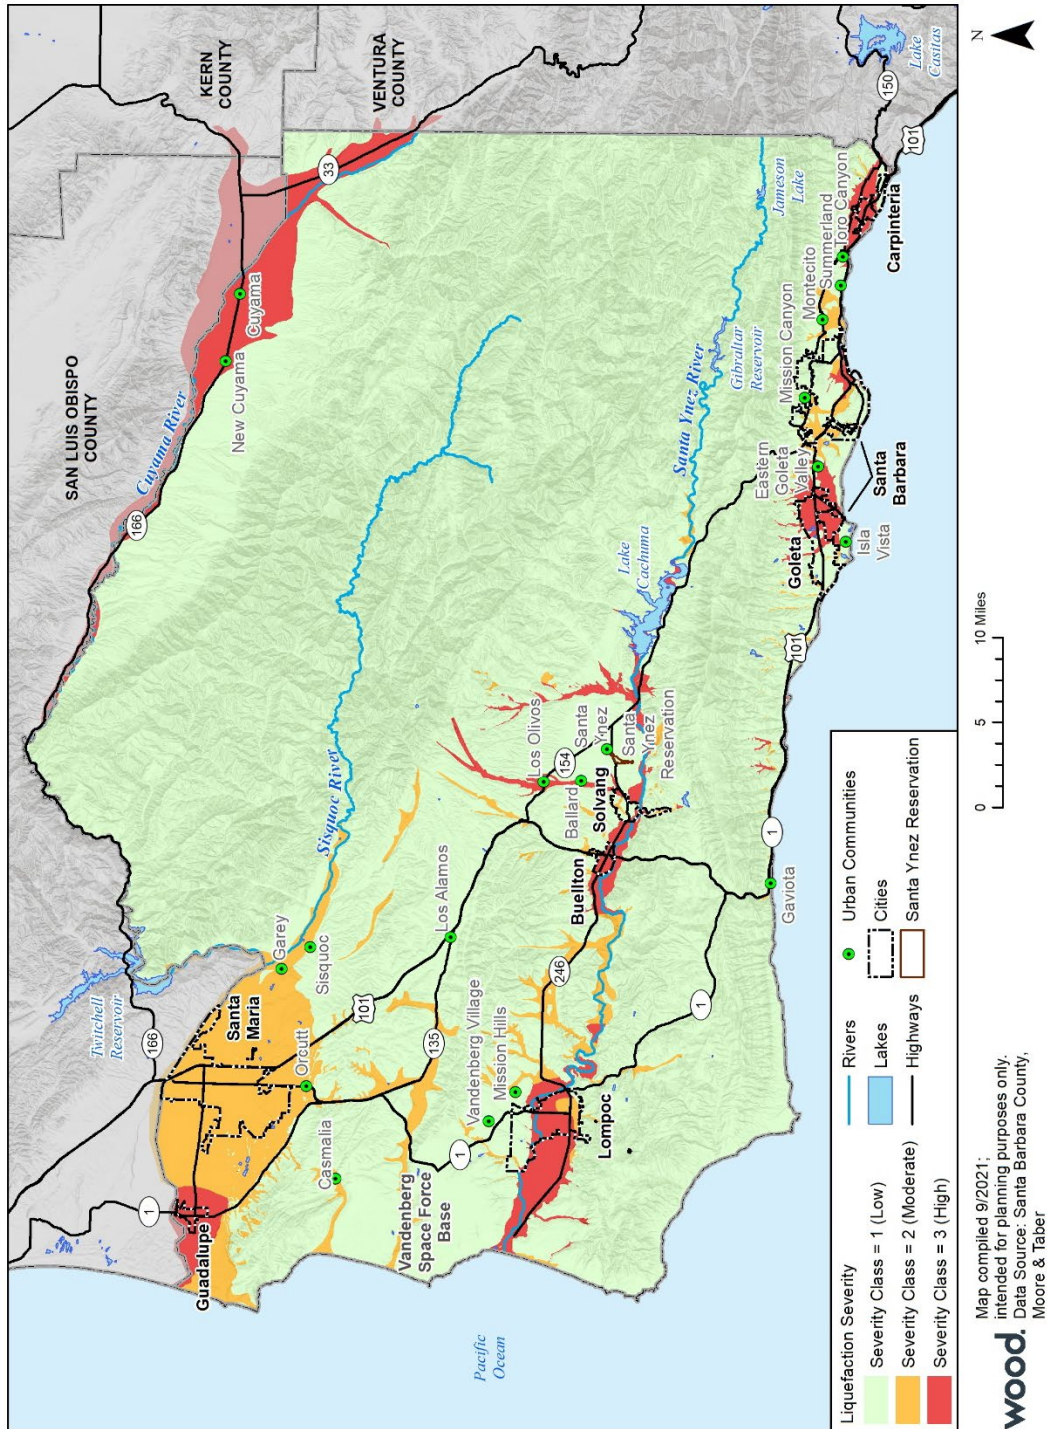 KERN
COUNTY
VENTURA
COUNTY
SAN LUIS OBISPO
COUNTY
Cuyama River
166
33
Cuyama
New Cuyama
Twitchell
Reservoir
166
1
Guadalupe
Santa
Maria
Garey
Sisquoc
Sisquoc River
Orcutt
Casmalia
101
135
Los Alamos
Vandenberg
Space Force
Base
1
Vandenberg Village
Mission Hills
Lompoc
246
Buellton
Solvang
Ballard
Los Olivos
154
Santa
Ynez
Santa
Ynez
Reservation
Lake
Cachuma
Santa Ynez River
Gibraltar
Reservoir
Jameson
Lake
Lake
Casitas
150
101
1
Gaviota
1
101
Goleta
Isla
Vista
Eastern
Goleta
Valley
Santa
Barbara
Mission Canyon
Montecito
Summerland
Toro Canyon
Carpinteria
Pacific
Ocean
Liquefaction Severity
Severity Class = 1 (Low)
Severity Class = 2 (Moderate)
Severity Class = 3 (High)
Rivers
Lakes
Highways
Urban Communities
Cities
Santa Ynez Reservation
0 5 10 Miles
N
wood.
Map compiled 9/2021;
intended for planning purposes only.
Data Source: Santa Barbara County,
Moore & Taber